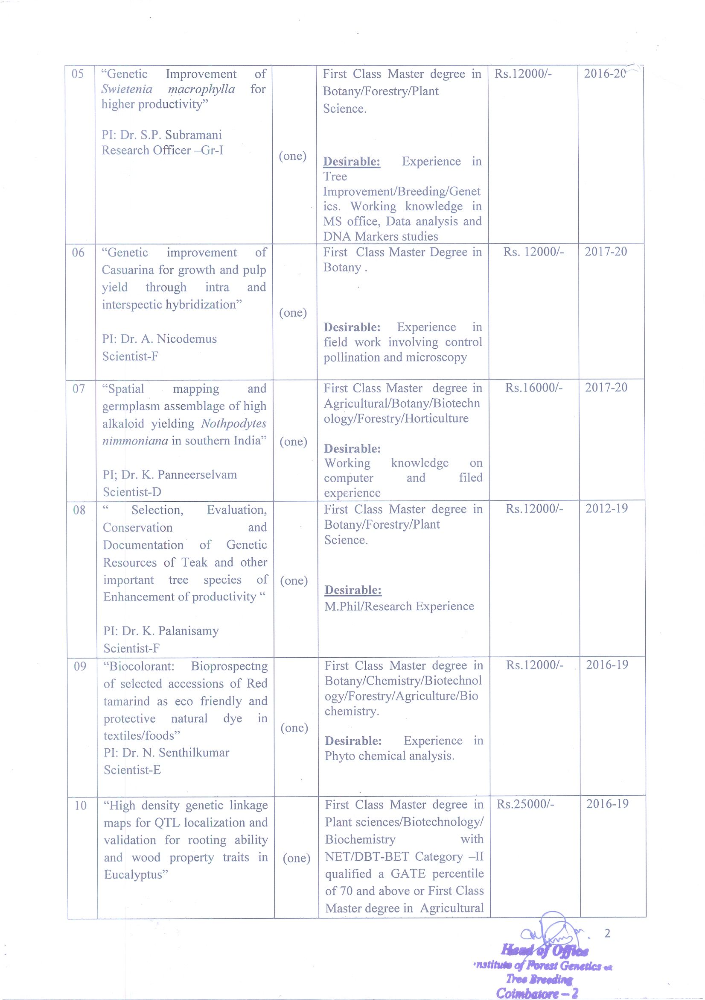 05
“Genetic Improvement of
Swietenia macrophylla for
higher productivity”
PI: Dr. S.P. Subramani
Research Officer –Gr-I
(one)
First Class Master degree in
Botany/Forestry/Plant
Science.
Desirable: Experience in
Tree
Improvement/Breeding/Genet
ics. Working knowledge in
MS office, Data analysis and
DNA Markers studies
Rs.12000/-
2016-20
06
“Genetic improvement of
Casuarina for growth and pulp
yield through intra and
interspectic hybridization”
PI: Dr. A. Nicodemus
Scientist-F
(one)
First Class Master Degree in
Botany .
Desirable: Experience in
field work involving control
pollination and microscopy
Rs. 12000/-
2017-20
07
“Spatial mapping and
germplasm assemblage of high
alkaloid yielding Nothpodytes
nimmoniana in southern India”
PI; Dr. K. Panneerselvam
Scientist-D
(one)
First Class Master degree in
Agricultural/Botany/Biotechn
ology/Forestry/Horticulture
Desirable:
Working knowledge on
computer and filed
experience
Rs.16000/-
2017-20
08
“ Selection, Evaluation,
Conservation and
Documentation of Genetic
Resources of Teak and other
important tree species of
Enhancement of productivity “
PI: Dr. K. Palanisamy
Scientist-F
(one)
First Class Master degree in
Botany/Forestry/Plant
Science.
Desirable:
M.Phil/Research Experience
Rs.12000/-
2012-19
09
“Biocolorant: Bioprospectng
of selected accessions of Red
tamarind as eco friendly and
protective natural dye in
textiles/foods”
PI: Dr. N. Senthilkumar
Scientist-E
(one)
First Class Master degree in
Botany/Chemistry/Biotechnol
ogy/Forestry/Agriculture/Bio
chemistry.
Desirable: Experience in
Phyto chemical analysis.
Rs.12000/-
2016-19
10
“High density genetic linkage
maps for QTL localization and
validation for rooting ability
and wood property traits in
Eucalyptus”
(one)
First Class Master degree in
Plant sciences/Biotechnology/
Biochemistry with
NET/DBT-BET Category –II
qualified a GATE percentile
of 70 and above or First Class
Master degree in Agricultural
Rs.25000/-
2016-19
2
Head of Office
nstitute of Forest Genetics
Tree Breeding
Coimbatore – 2